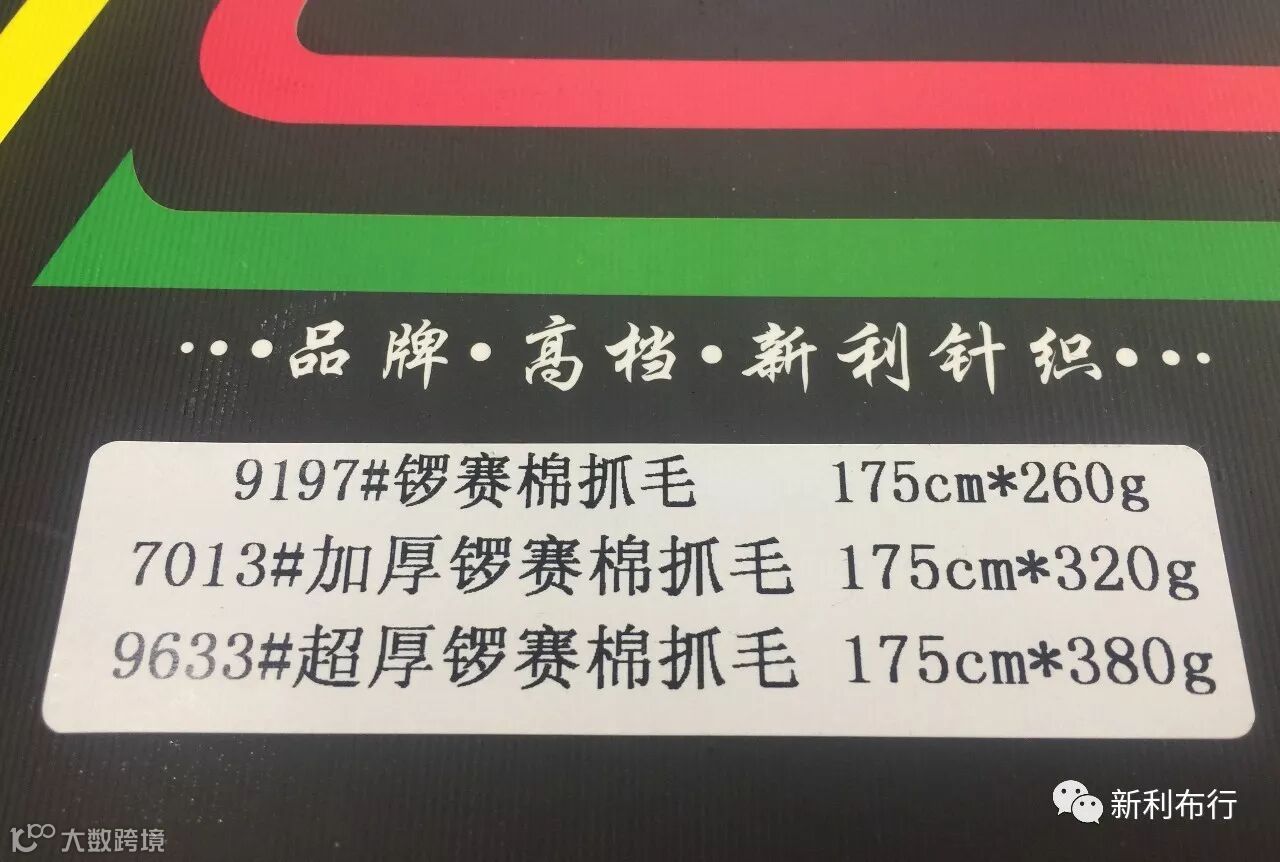 ···品牌·高档·新利针织···
9197#锣赛棉抓毛 175cm*260g
7013#加厚锣赛棉抓毛 175cm*320g
9633#超厚锣赛棉抓毛 175cm*380g
新利布行
大数跨境